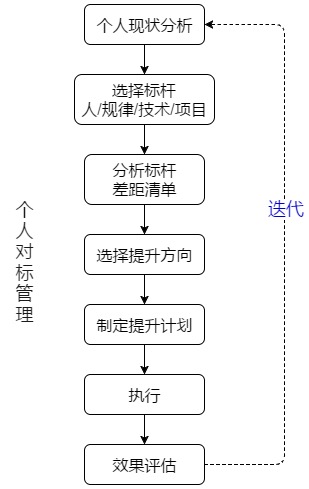 个人现状分析
选择标杆
人/规律/技术/项目
分析标杆
差距清单
选择提升方向
制定提升计划
执行
效果评估
个人对标管理
迭代